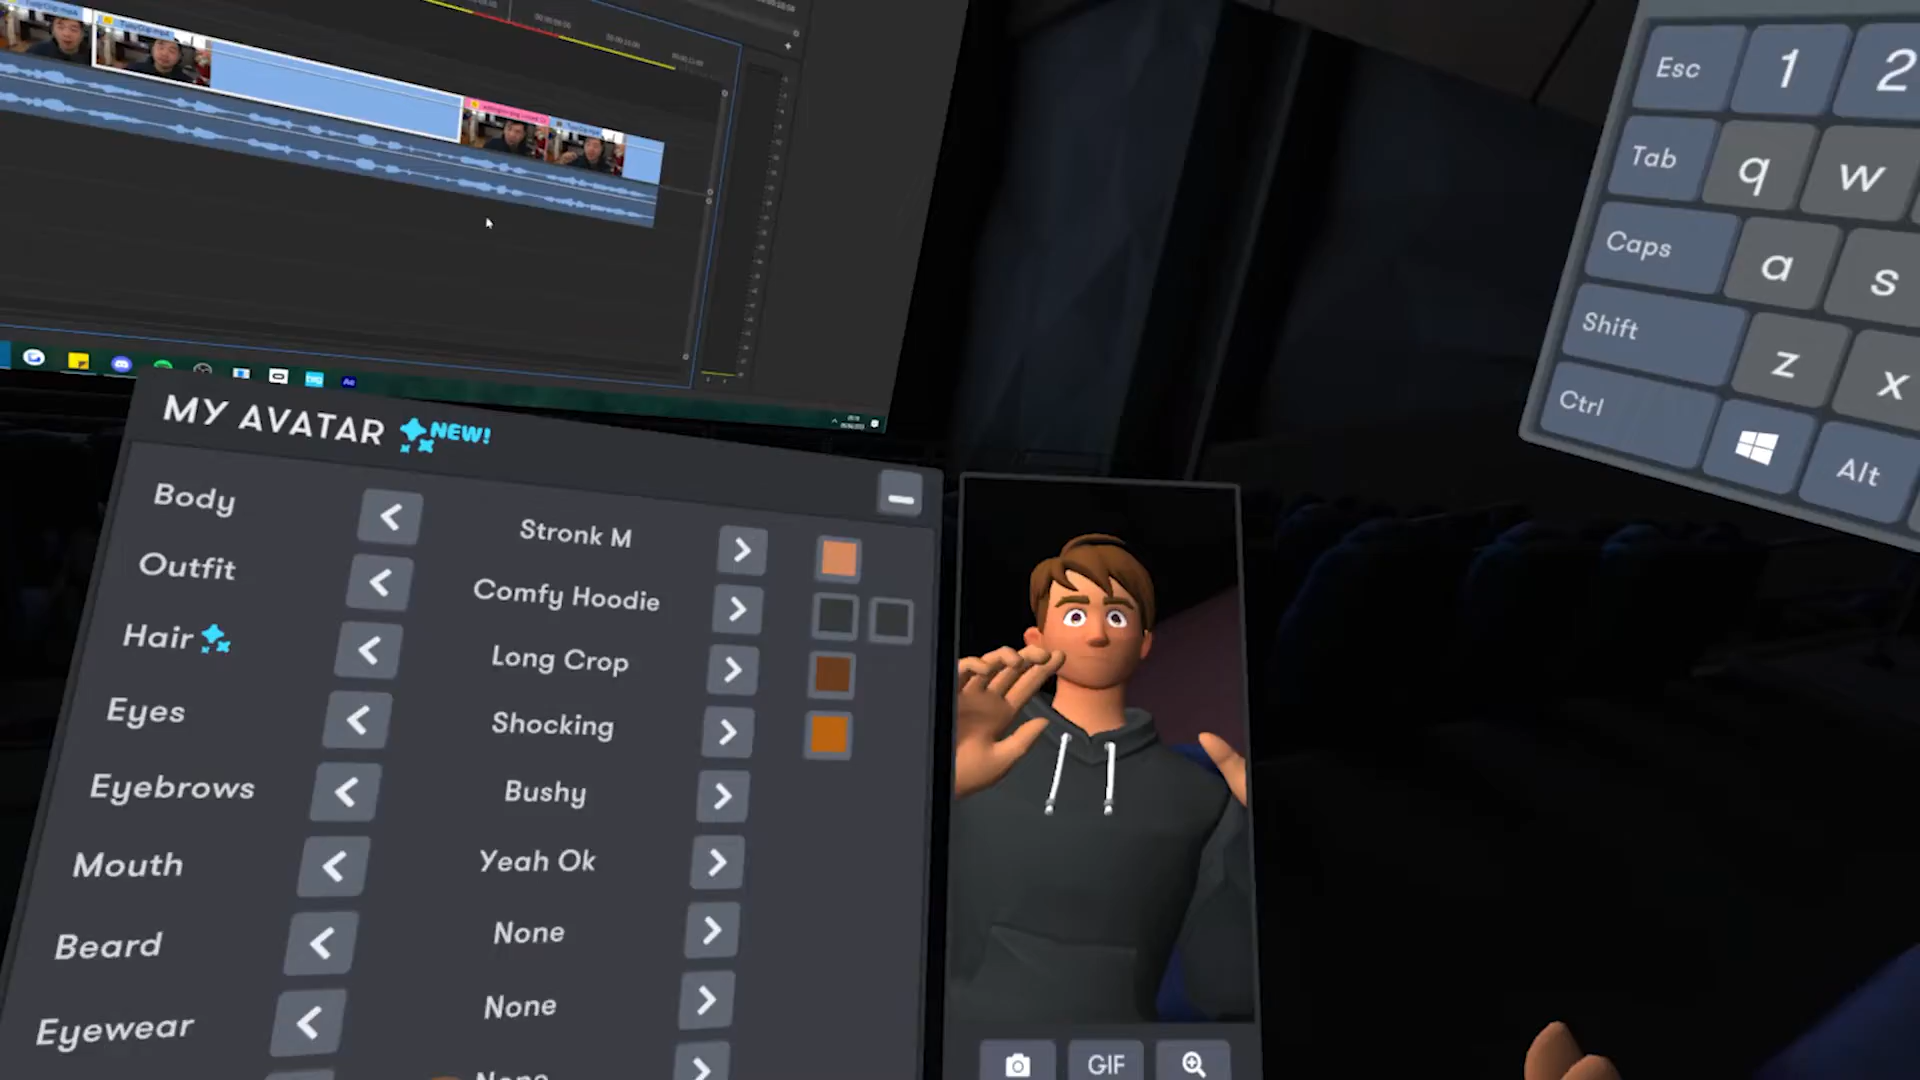 Esc 1 2
Tab q w
Caps a s
Shift z x
Ctrl Alt
MY AVATAR NEW!
Body < Stronk M >
Outfit < Comfy Hoodie >
Hair < Long Crop >
Eyes < Shocking >
Eyebrows < Bushy >
Mouth < Yeah Ok >
Beard < None >
Eyewear < None >
None >
GIF